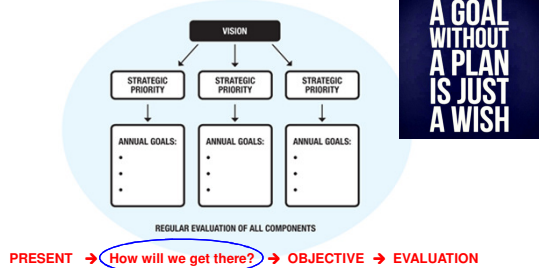 VISION
STRATEGIC PRIORITY
STRATEGIC PRIORITY
STRATEGIC PRIORITY
ANNUAL GOALS:
•
•
•
ANNUAL GOALS:
•
•
•
ANNUAL GOALS:
•
•
•
REGULAR EVALUATION OF ALL COMPONENTS
A GOAL
WITHOUT
A PLAN
IS JUST
A WISH
PRESENT → How will we get there? → OBJECTIVE → EVALUATION